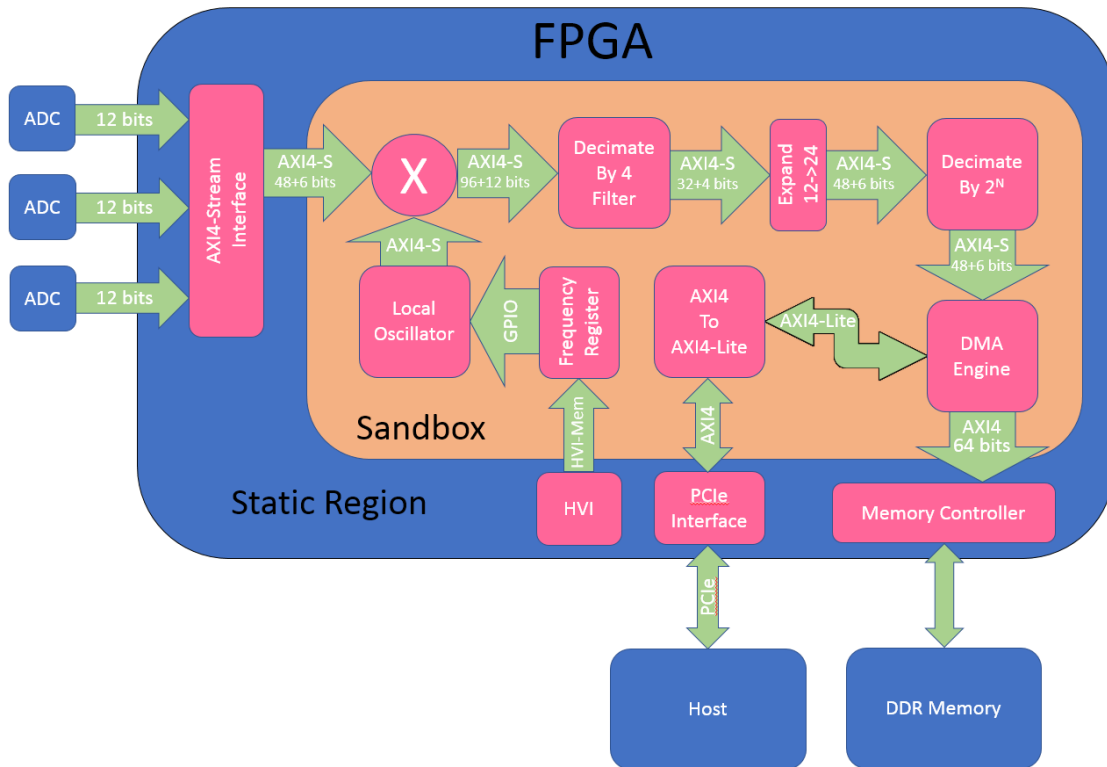 FPGA
ADC
12 bits
ADC
12 bits
ADC
12 bits
AXI4-Stream
Interface
AXI4-S
48+6 bits
X
AXI4-S
96+12 bits
Decimate
By 4
Filter
AXI4-S
32+4 bits
Expand
12->24
AXI4-S
48+6 bits
Decimate
By 2ᴺ
AXI4-S
48+6 bits
AXI4-S
Local
Oscillator
GPIO
Frequency
Register
AXI4
To
AXI4-Lite
AXI4-Lite
DMA
Engine
Sandbox
HVI-Mem
AXI4
AXI4
64 bits
Static Region
HVI
PCIe
Interface
Memory Controller
PCIe
Host
DDR Memory